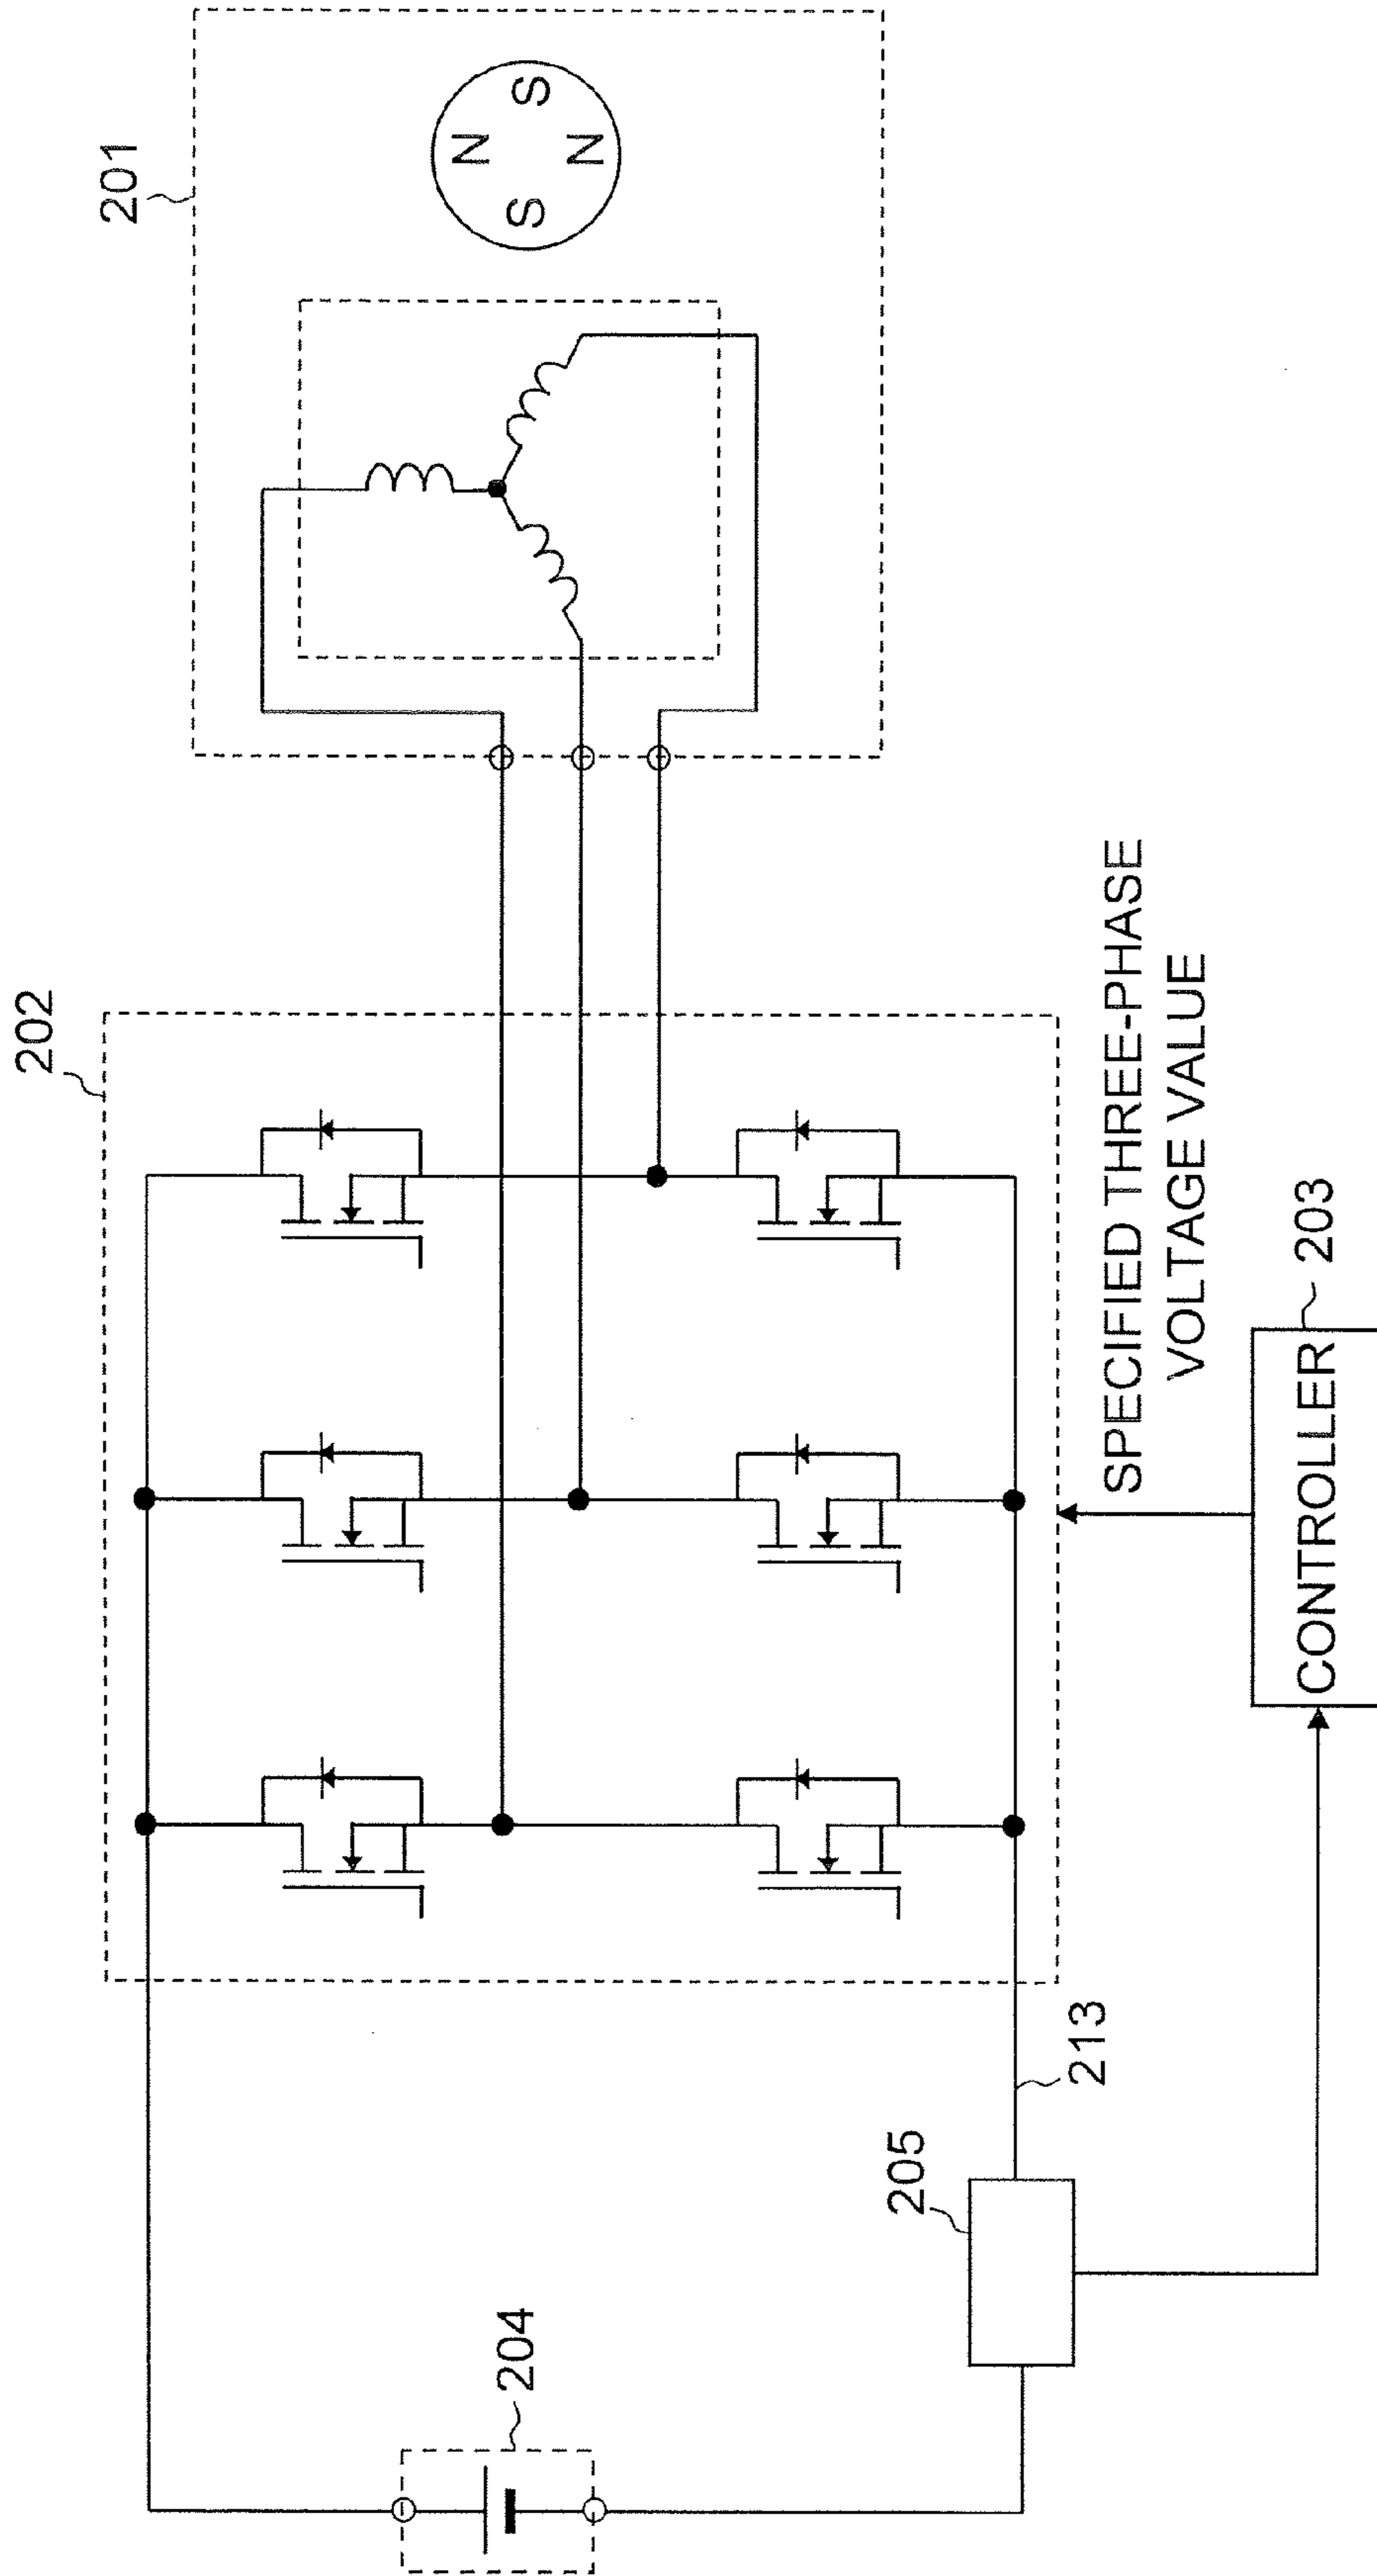 201
N
S
S
N
202
SPECIFIED THREE-PHASE
VOLTAGE VALUE
203
CONTROLLER
213
205
204